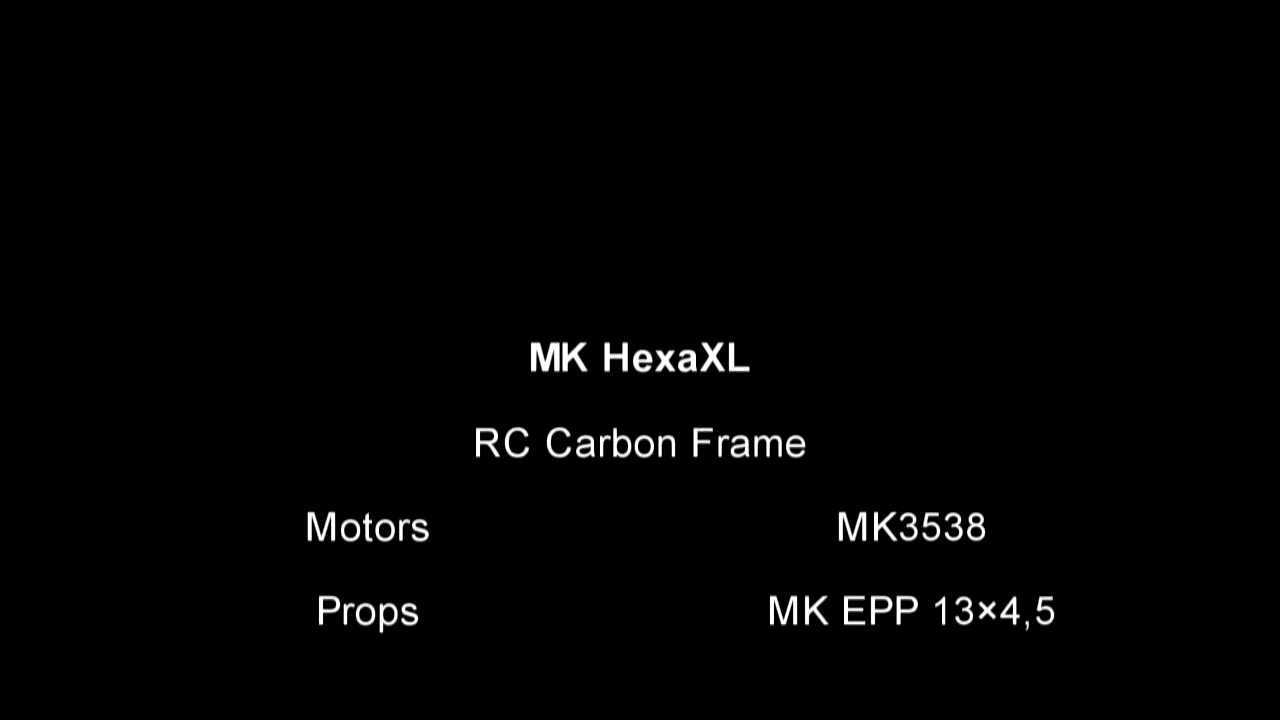 MK HexaXL
RC Carbon Frame
Motors MK3538
Props MK EPP 13×4,5